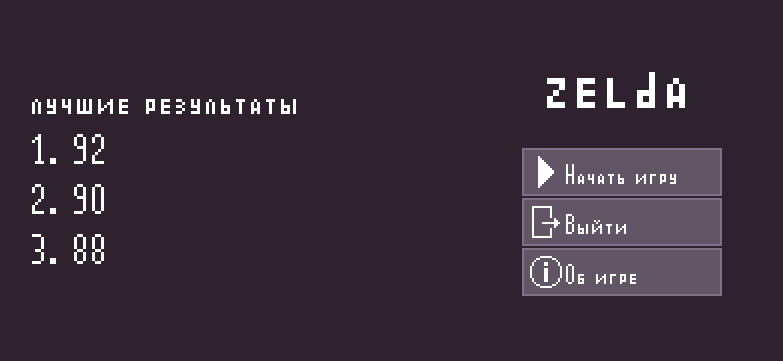 ЛУЧШИЕ РЕЗУЛЬТАТЫ
1. 92
2. 90
3. 88
ZELdA
Начать игру
Выйти
Об игре